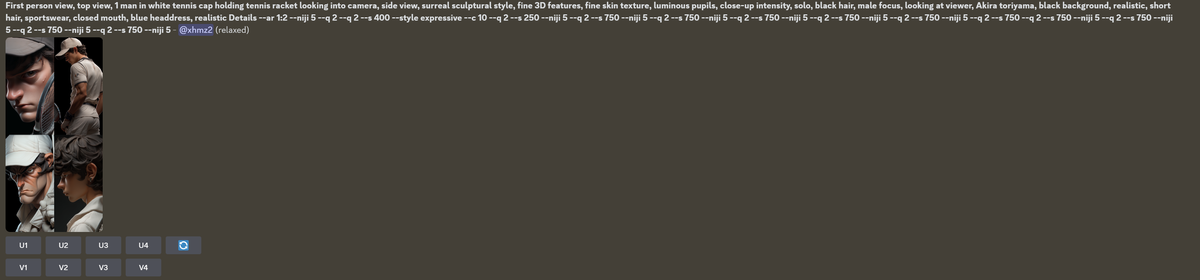 First person view, top view, 1 man in white tennis cap holding tennis racket looking into camera, side view, surreal sculptural style, fine 3D features, fine skin texture, luminous pupils, close-up intensity, solo, black hair, male focus, looking at viewer, Akira toriyama, black background, realistic, short
hair, sportswear, closed mouth, blue headdress, realistic Details --ar 1:2 --niji 5 --q 2 --q 2 --s 400 --style expressive --c 10 --q 2 --s 250 --niji 5 --q 2 --s 750 --niji 5 --q 2 --s 750 --niji 5 --q 2 --s 750 --niji 5 --q 2 --s 750 --niji 5 --q 2 --s 750 --niji 5 --q 2 --s 750 --niji 5 --q 2 --s 750 --niji
5 --q 2 --s 750 --niji 5 --q 2 --s 750 --niji 5 - @xhmz2 (relaxed)
U1 U2 U3 U4
V1 V2 V3 V4